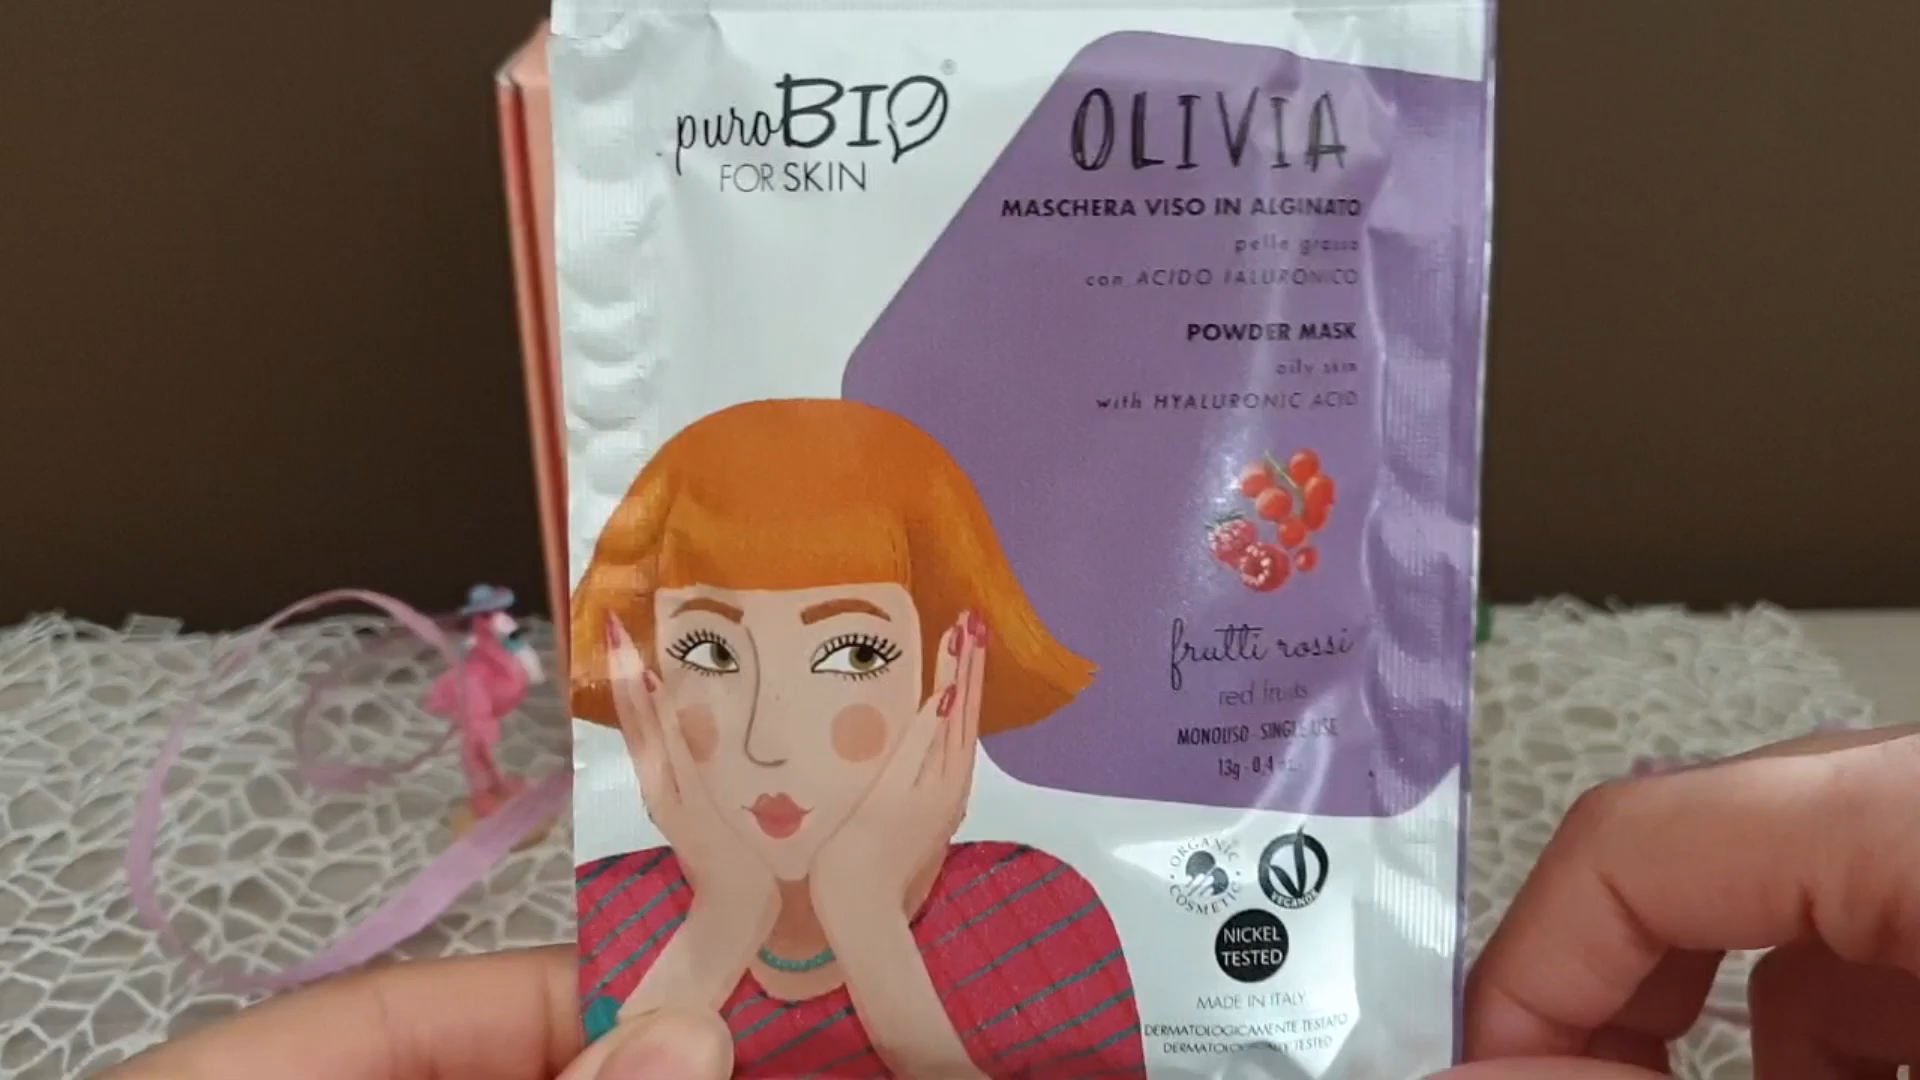 puroBIO®
FOR SKIN
OLIVIA
MASCHERA VISO IN ALGINATO
pelle grassa
con ACIDO IALURONICO
POWDER MASK
oily skin
with HYALURONIC ACID
frutti rossi
red fruits
MONOUSO - SINGLE USE
13g - 0,4
ORGANIC
COSMETIC
VEGANOK
NICKEL
TESTED
MADE IN ITALY
DERMATOLOGICAMENTE TESTATO
DERMATOLOGICALLY TESTED